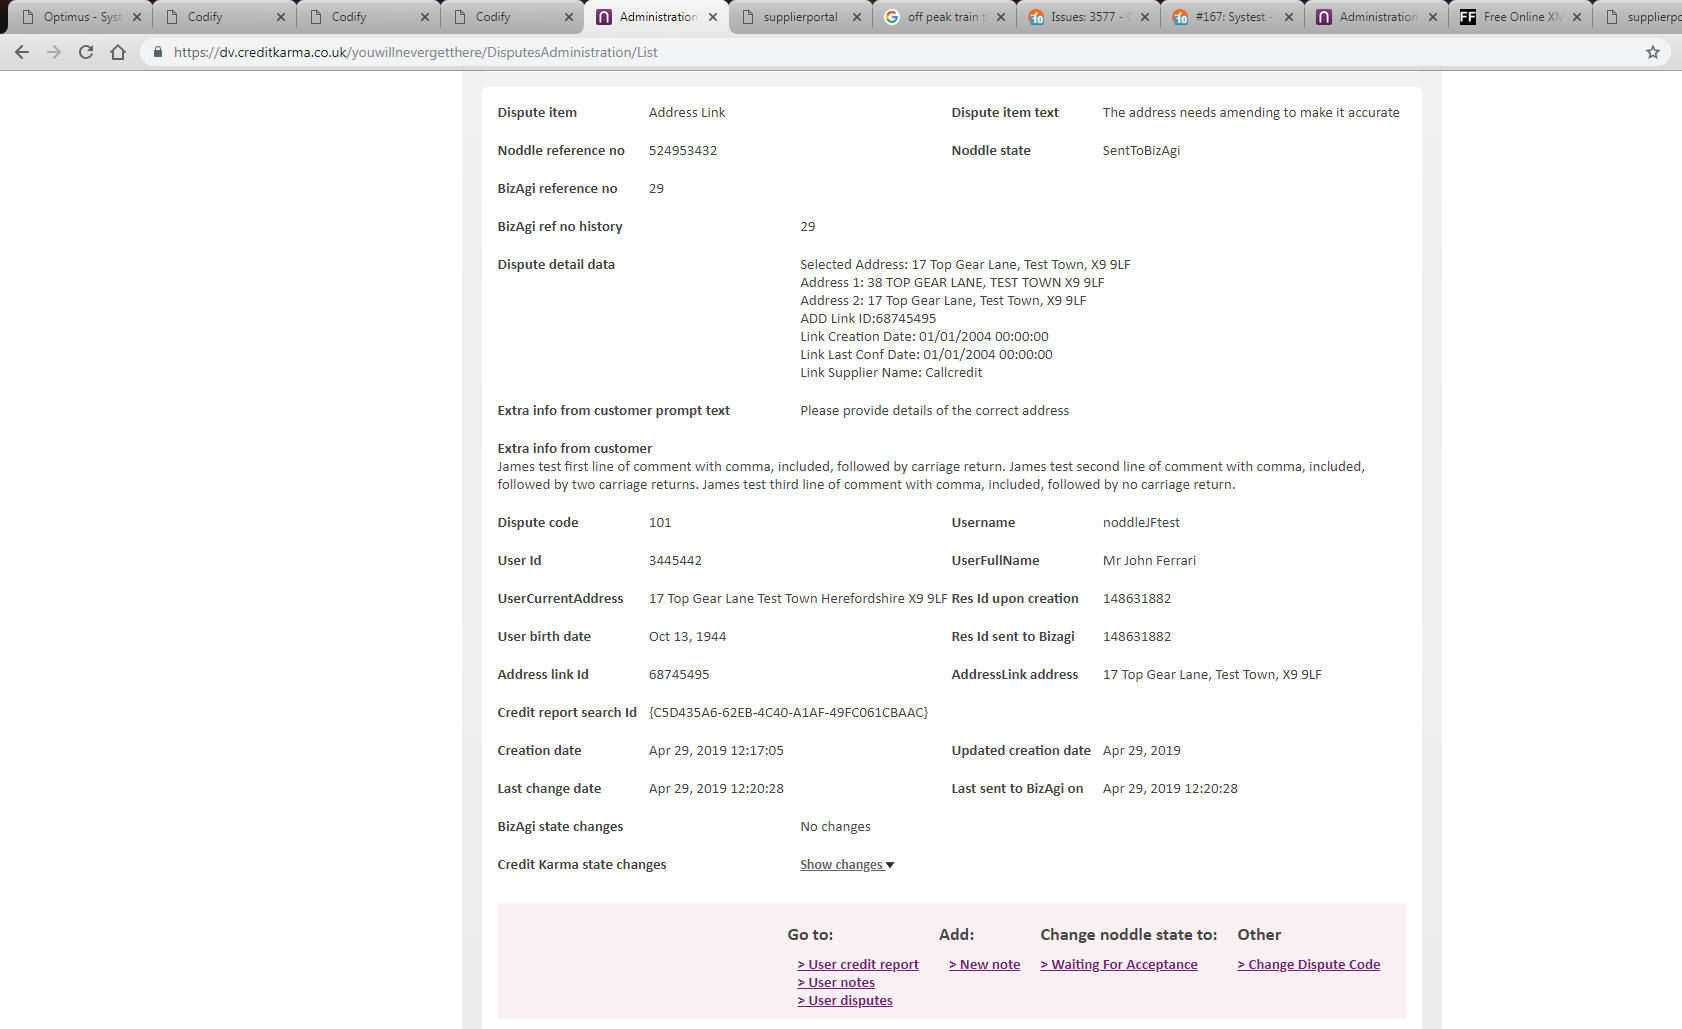 Optimus - Syst
Codify
Codify
Codify
Administration
supplierportal
off peak train t
Issues: 3577 - C
#167: Systest -
Administration
Free Online XM
supplierpo
https://dv.creditkarma.co.uk/youwillnevergetthere/DisputesAdministration/List
Dispute item Address Link Dispute item text The address needs amending to make it accurate
Noddle reference no 524953432 Noddle state SentToBizAgi
BizAgi reference no 29
BizAgi ref no history 29
Dispute detail data Selected Address: 17 Top Gear Lane, Test Town, X9 9LF
Address 1: 38 TOP GEAR LANE, TEST TOWN X9 9LF
Address 2: 17 Top Gear Lane, Test Town, X9 9LF
ADD Link ID:68745495
Link Creation Date: 01/01/2004 00:00:00
Link Last Conf Date: 01/01/2004 00:00:00
Link Supplier Name: Callcredit
Extra info from customer prompt text Please provide details of the correct address
Extra info from customer
James test first line of comment with comma, included, followed by carriage return. James test second line of comment with comma, included,
followed by two carriage returns. James test third line of comment with comma, included, followed by no carriage return.
Dispute code 101 Username noddleJFtest
User Id 3445442 UserFullName Mr John Ferrari
UserCurrentAddress 17 Top Gear Lane Test Town Herefordshire X9 9LF Res Id upon creation 148631882
User birth date Oct 13, 1944 Res Id sent to Bizagi 148631882
Address link Id 68745495 AddressLink address 17 Top Gear Lane, Test Town, X9 9LF
Credit report search Id {C5D435A6-62EB-4C40-A1AF-49FC061CBAAC}
Creation date Apr 29, 2019 12:17:05 Updated creation date Apr 29, 2019
Last change date Apr 29, 2019 12:20:28 Last sent to BizAgi on Apr 29, 2019 12:20:28
BizAgi state changes No changes
Credit Karma state changes Show changes
Go to: Add: Change noddle state to: Other
> User credit report > New note > Waiting For Acceptance > Change Dispute Code
> User notes
> User disputes